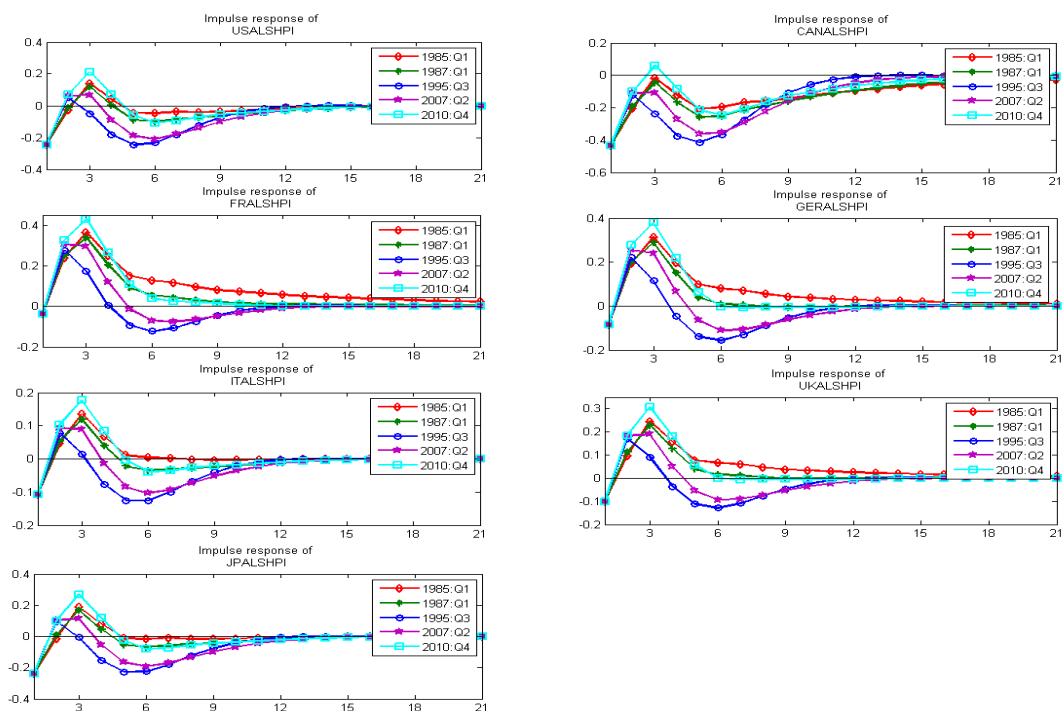 Impulse response of
USALSHPI
0.4
0.2
0
-0.2
-0.4
3 6 9 12 15 18 21
1985:Q1
1987:Q1
1995:Q3
2007:Q2
2010:Q4
Impulse response of
CANALSHPI
0.2
0
-0.2
-0.4
-0.6
3 6 9 12 15 18 21
1985:Q1
1987:Q1
1995:Q3
2007:Q2
2010:Q4
Impulse response of
FRALSHPI
0.4
0.2
0
-0.2
3 6 9 12 15 18 21
1985:Q1
1987:Q1
1995:Q3
2007:Q2
2010:Q4
Impulse response of
GERALSHPI
0.4
0.2
0
-0.2
3 6 9 12 15 18 21
1985:Q1
1987:Q1
1995:Q3
2007:Q2
2010:Q4
Impulse response of
ITALSHPI
0.2
0.1
0
-0.1
-0.2
3 6 9 12 15 18 21
1985:Q1
1987:Q1
1995:Q3
2007:Q2
2010:Q4
Impulse response of
UKALSHPI
0.3
0.2
0.1
0
-0.1
-0.2
3 6 9 12 15 18 21
1985:Q1
1987:Q1
1995:Q3
2007:Q2
2010:Q4
Impulse response of
JPALSHPI
0.4
0.2
0
-0.2
-0.4
3 6 9 12 15 18 21
1985:Q1
1987:Q1
1995:Q3
2007:Q2
2010:Q4